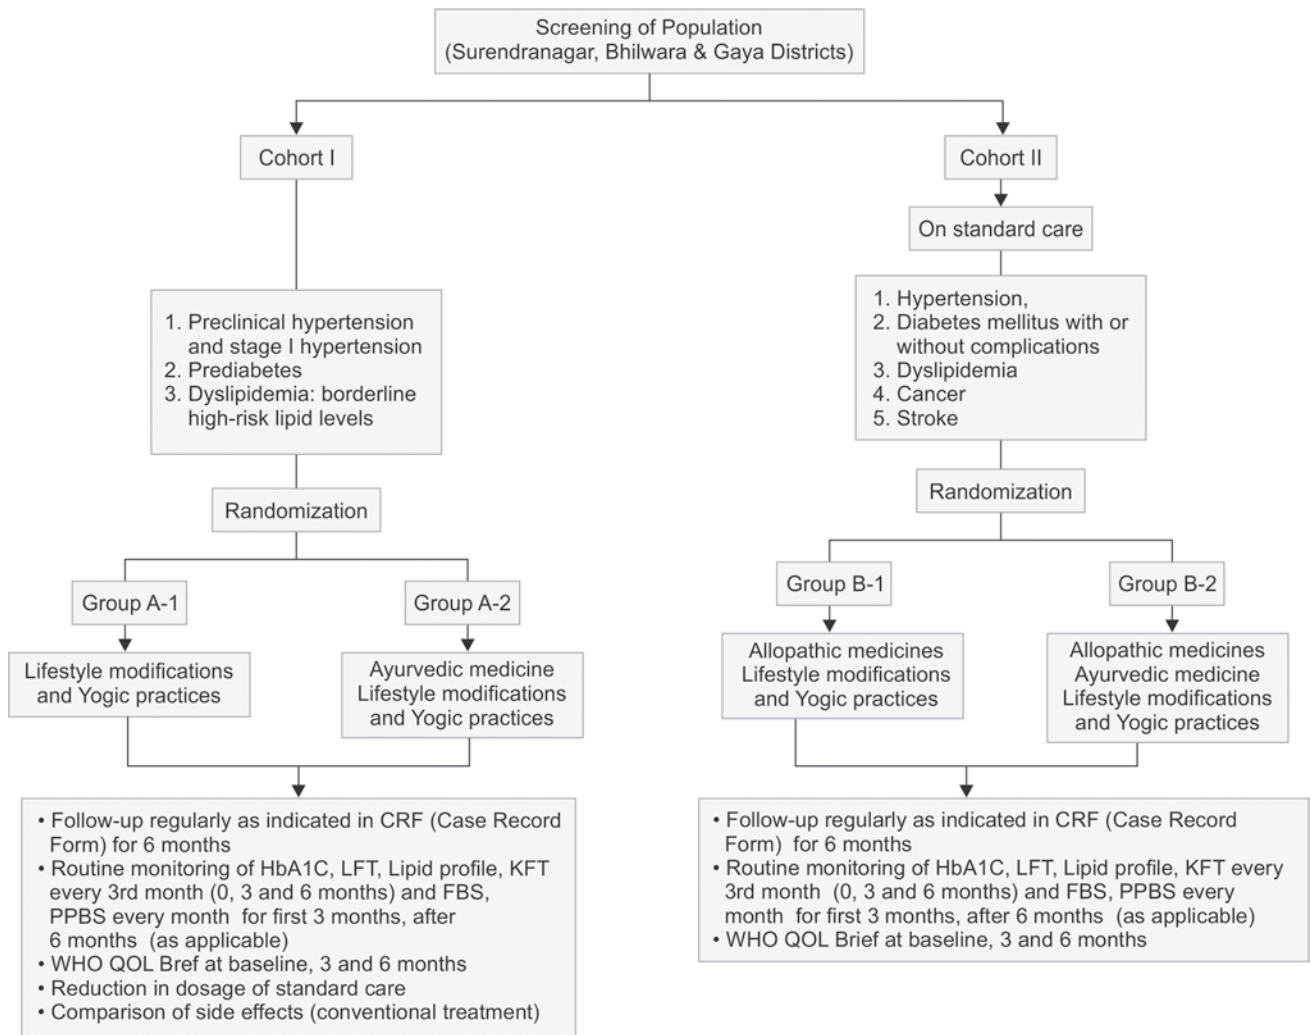 Screening of Population
(Surendranagar, Bhilwara & Gaya Districts)
Cohort I
Cohort II
On standard care
1. Preclinical hypertension
and stage I hypertension
2. Prediabetes
3. Dyslipidemia: borderline
high-risk lipid levels
1. Hypertension,
2. Diabetes mellitus with or
without complications
3. Dyslipidemia
4. Cancer
5. Stroke
Randomization
Randomization
Group A-1
Group A-2
Group B-1
Group B-2
Lifestyle modifications
and Yogic practices
Ayurvedic medicine
Lifestyle modifications
and Yogic practices
Allopathic medicines
Lifestyle modifications
and Yogic practices
Allopathic medicines
Ayurvedic medicine
Lifestyle modifications
and Yogic practices
• Follow-up regularly as indicated in CRF (Case Record
Form) for 6 months
• Routine monitoring of HbA1C, LFT, Lipid profile, KFT
every 3rd month (0, 3 and 6 months) and FBS,
PPBS every month for first 3 months, after
6 months (as applicable)
• WHO QOL Bref at baseline, 3 and 6 months
• Reduction in dosage of standard care
• Comparison of side effects (conventional treatment)
• Follow-up regularly as indicated in CRF (Case Record
Form) for 6 months
• Routine monitoring of HbA1C, LFT, Lipid profile, KFT every
3rd month (0, 3 and 6 months) and FBS, PPBS every
month for first 3 months, after 6 months (as applicable)
• WHO QOL Brief at baseline, 3 and 6 months